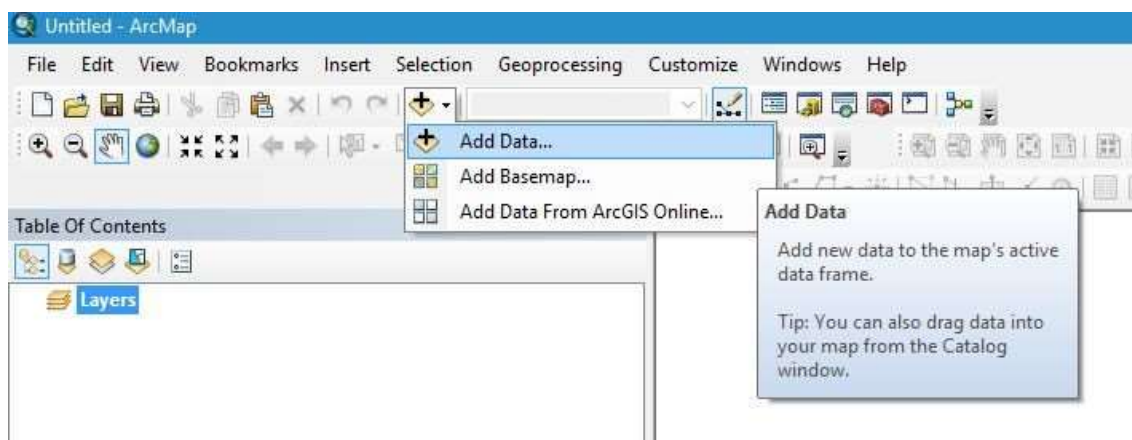 Untitled - ArcMap
File Edit View Bookmarks Insert Selection Geoprocessing Customize Windows Help
Add Data...
Add Basemap...
Add Data From ArcGIS Online...
Table Of Contents
Layers
Add Data
Add new data to the map's active
data frame.
Tip: You can also drag data into
your map from the Catalog
window.